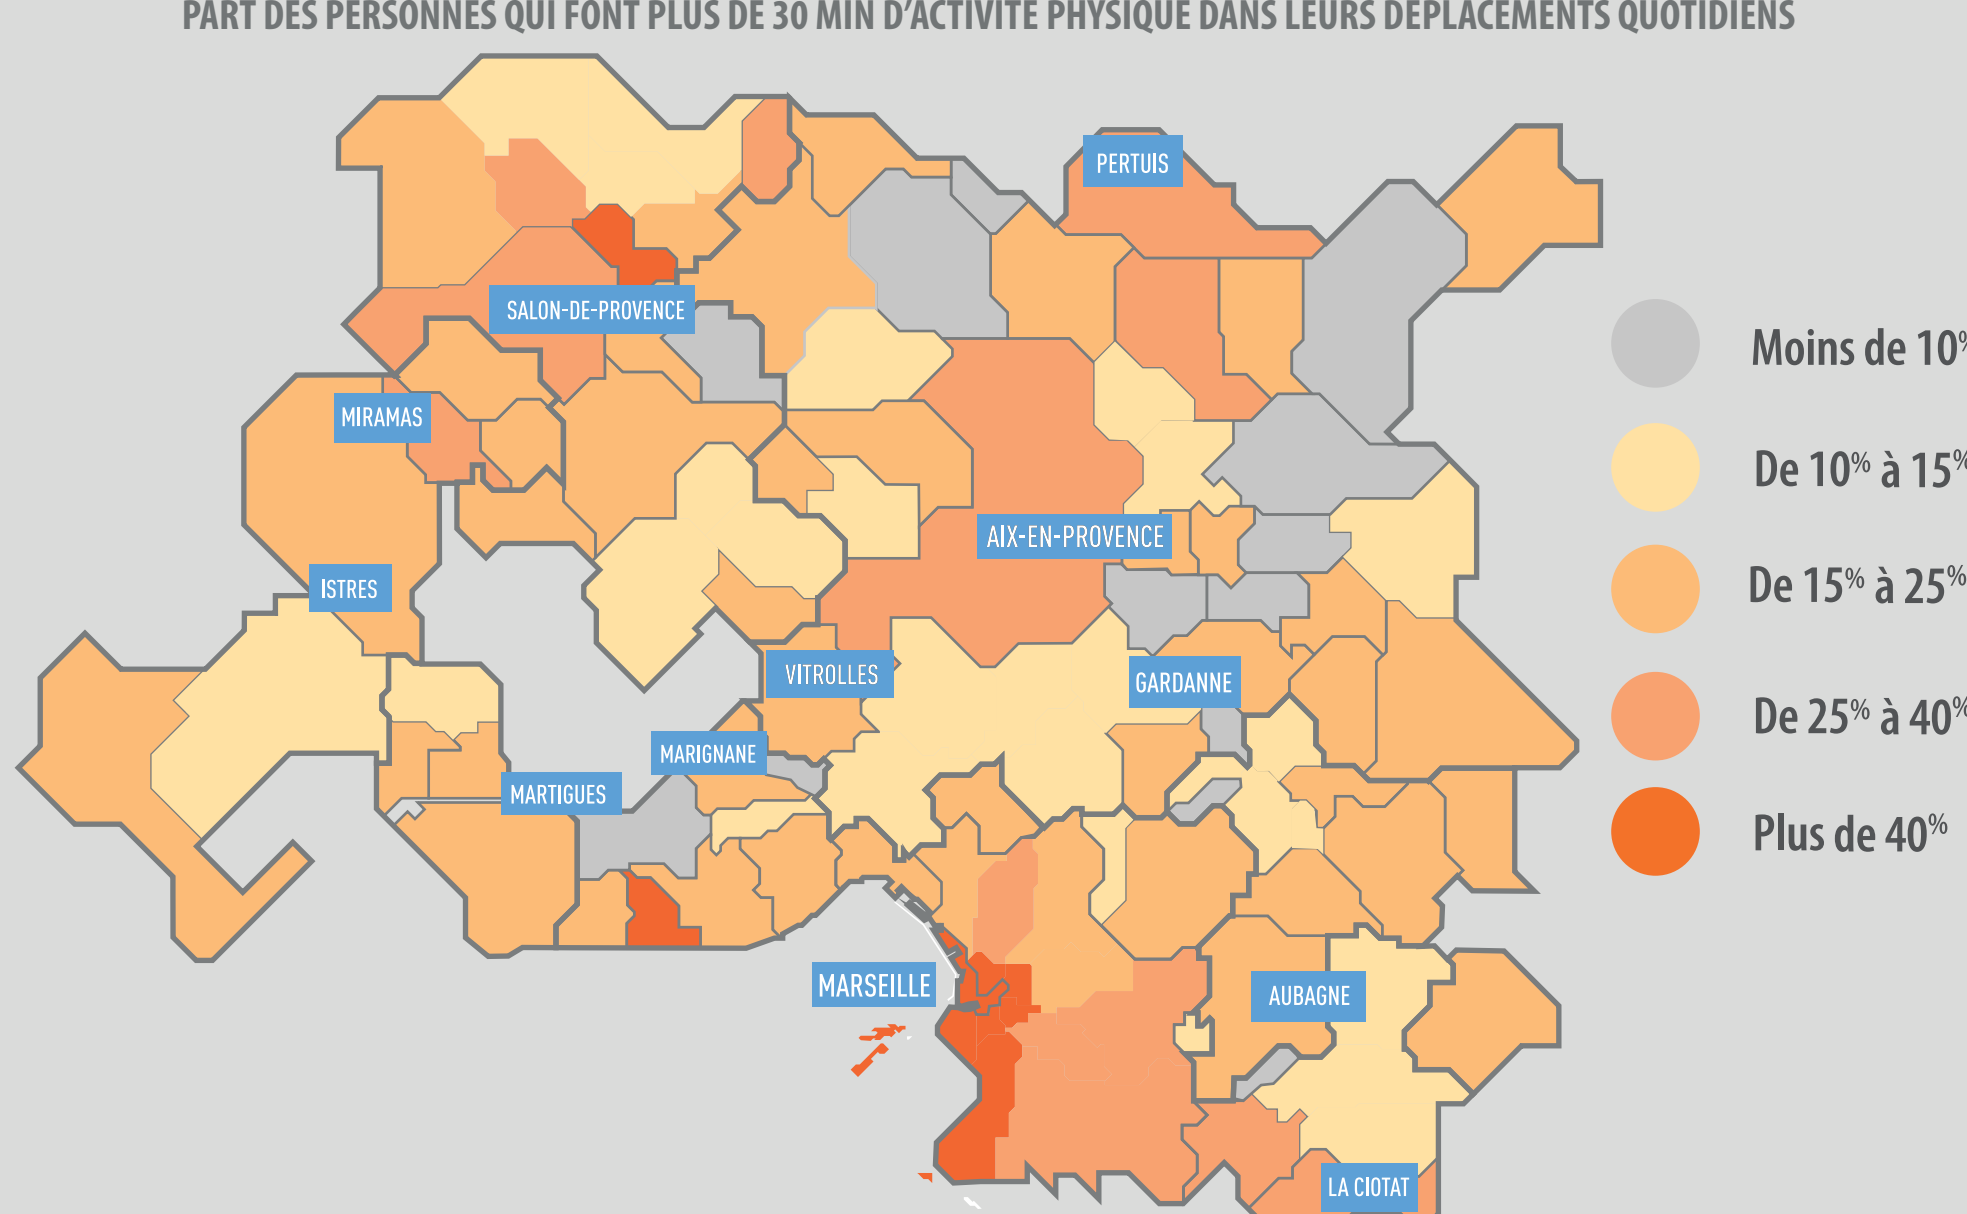 PART DES PERSONNES QUI FONT PLUS DE 30 MIN D'ACTIVITÉ PHYSIQUE DANS LEURS DÉPLACEMENTS QUOTIDIENS
PERTUIS
SALON-DE-PROVENCE
Moins de 10%
MIRAMAS
De 10% à 15%
AIX-EN-PROVENCE
ISTRES
De 15% à 25%
VITROLLES
GARDANNE
De 25% à 40%
MARIGNANE
MARTIGUES
Plus de 40%
MARSEILLE
AUBAGNE
LA CIOTAT